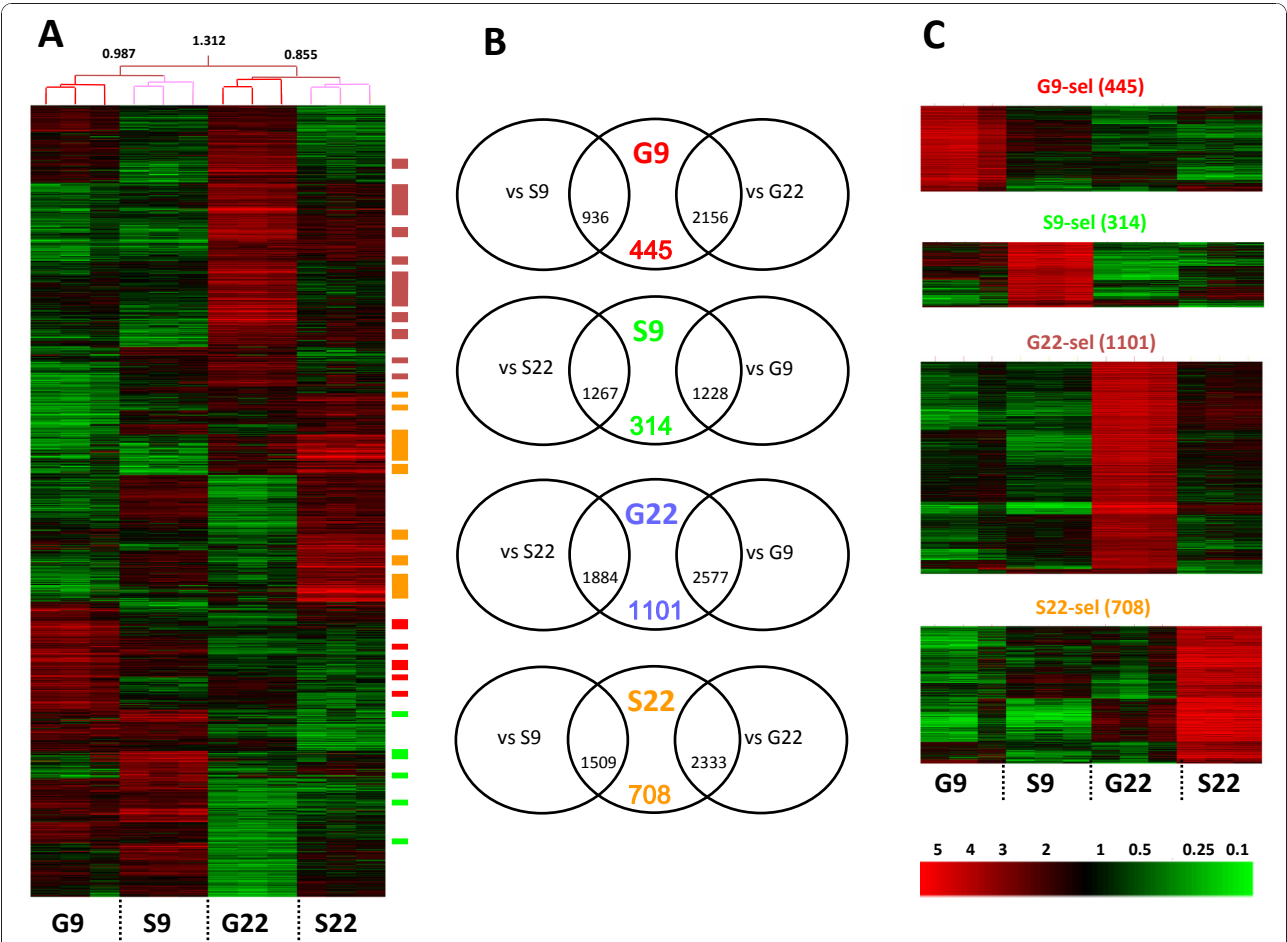 A
1.312
0.987
0.855
G9
S9
G22
S22
B
G9
vs S9
vs G22
936
2156
445
S9
vs S22
vs G9
1267
1228
314
G22
vs S22
vs G9
1884
2577
1101
S22
vs S9
vs G22
1509
2333
708
C
G9-sel (445)
S9-sel (314)
G22-sel (1101)
S22-sel (708)
G9
S9
G22
S22
5 4 3 2 1 0.5 0.25 0.1